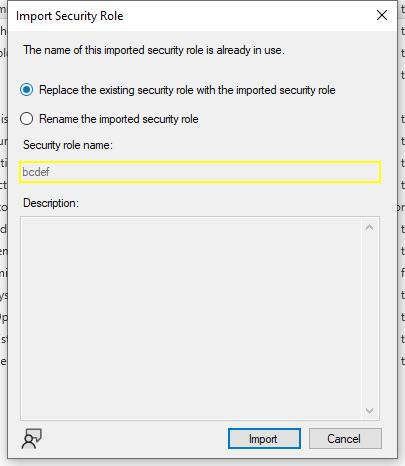 Import Security Role
The name of this imported security role is already in use.
Replace the existing security role with the imported security role
Rename the imported security role
Security role name:
bcdef
Description:
Import
Cancel